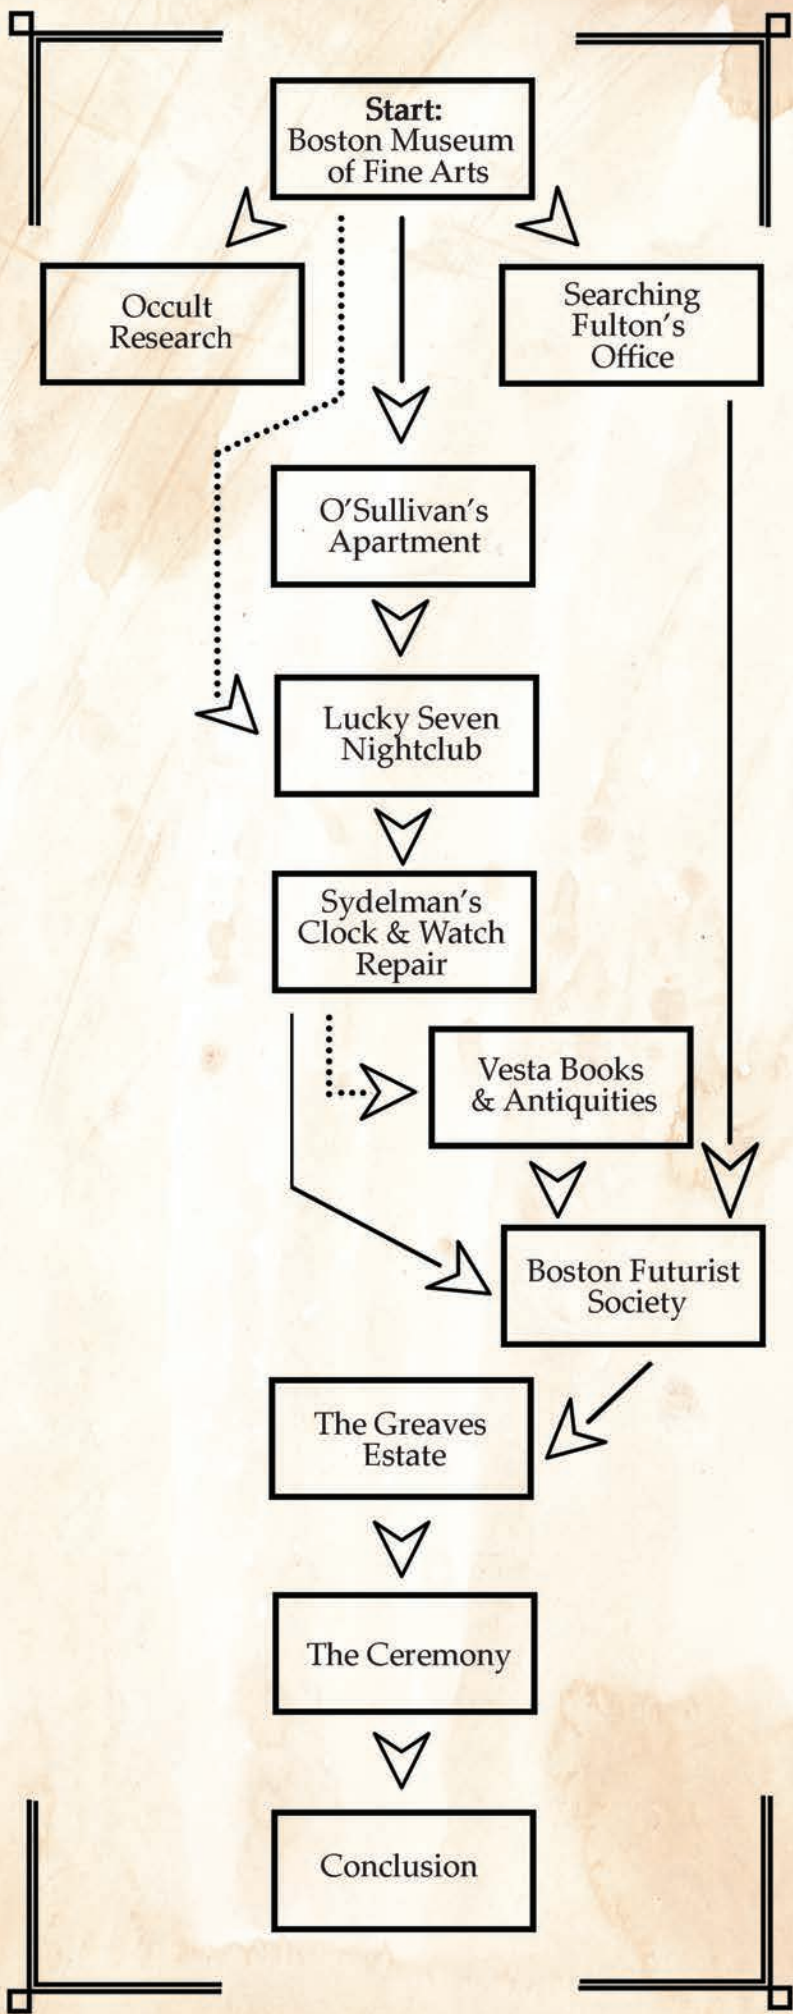 Start:
Boston Museum
of Fine Arts
Occult
Research
Searching
Fulton’s
Office
O’Sullivan’s
Apartment
Lucky Seven
Nightclub
Sydelman’s
Clock & Watch
Repair
Vesta Books
& Antiquities
Boston Futurist
Society
The Greaves
Estate
The Ceremony
Conclusion